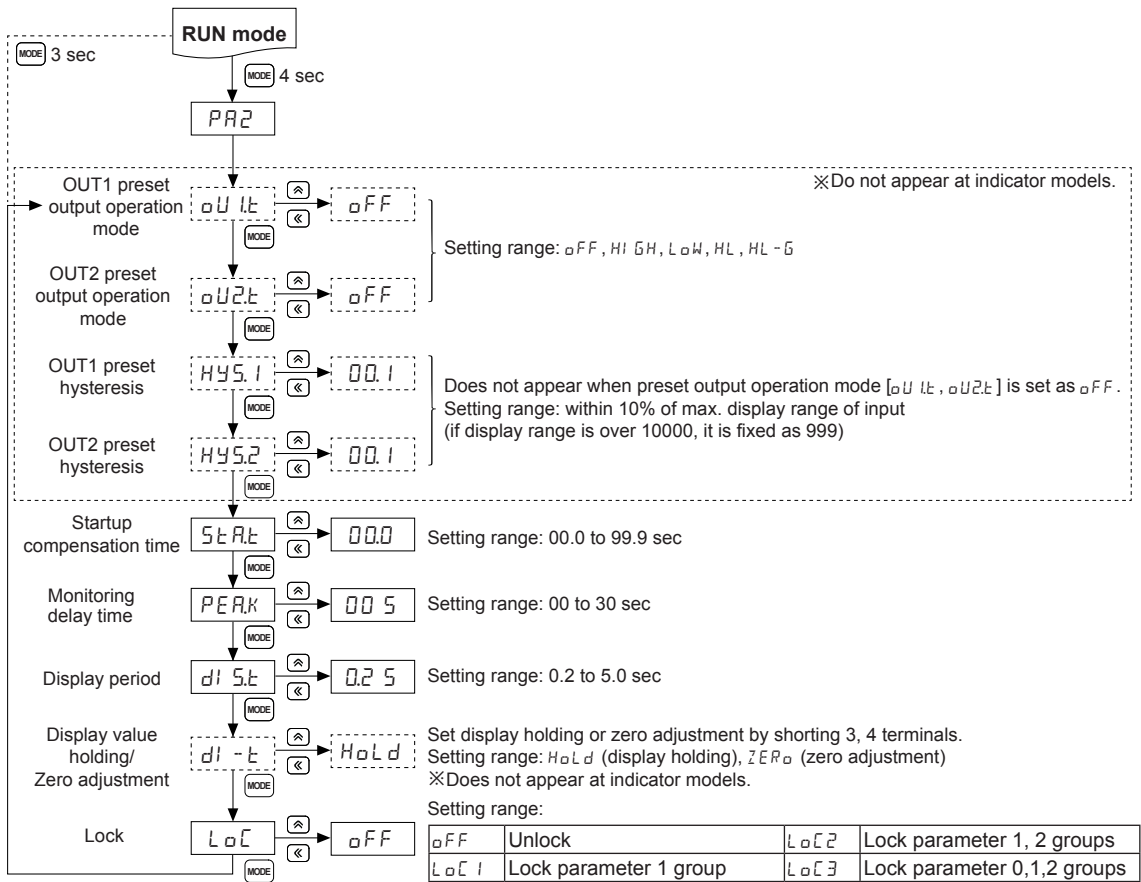 RUN mode
MODE 3 sec
MODE 4 sec
PA2
※Do not appear at indicator models.
OUT1 preset
output operation
mode
oU1.t
oFF
MODE
Setting range: oFF, HIGH, LoW, HL, HL-G
OUT2 preset
output operation
mode
oU2.t
oFF
MODE
OUT1 preset
hysteresis
HYS.1
00.1
MODE
Does not appear when preset output operation mode [oU1.t, oU2.t] is set as oFF.
Setting range: within 10% of max. display range of input
(if display range is over 10000, it is fixed as 999)
OUT2 preset
hysteresis
HYS.2
00.1
MODE
Startup
compensation time
StA.t
00.0
Setting range: 00.0 to 99.9 sec
MODE
Monitoring
delay time
PEA.K
00 S
Setting range: 00 to 30 sec
MODE
Display period
dIS.t
0.2 S
Setting range: 0.2 to 5.0 sec
MODE
Display value
holding/
Zero adjustment
dI-t
HoLd
Set display holding or zero adjustment by shorting 3, 4 terminals.
Setting range: HoLd (display holding), ZERo (zero adjustment)
※Does not appear at indicator models.
MODE
Setting range:
Lock
LoC
oFF
MODE
oFF Unlock LoC2 Lock parameter 1, 2 groups
LoC1 Lock parameter 1 group LoC3 Lock parameter 0,1,2 groups